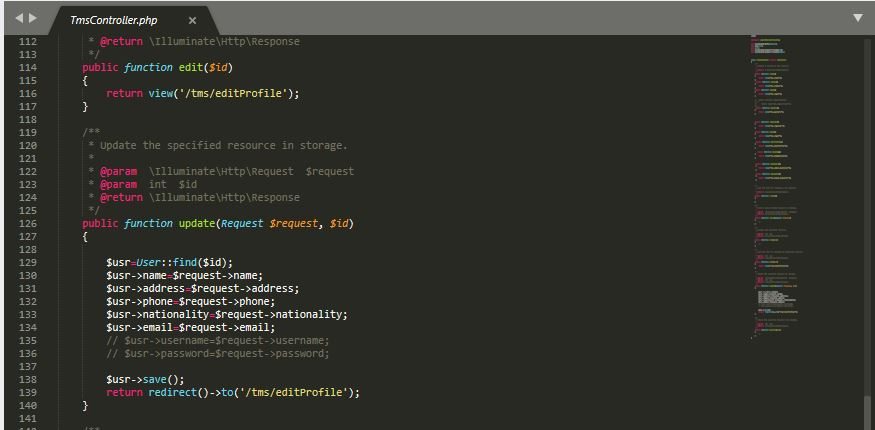 TmsController.php
112 * @return \Illuminate\Http\Response
113 */
114 public function edit($id)
115 {
116 return view('/tms/editProfile');
117 }
118
119 /**
120 * Update the specified resource in storage.
121 *
122 * @param  \Illuminate\Http\Request  $request
123 * @param  int  $id
124 * @return \Illuminate\Http\Response
125 */
126 public function update(Request $request, $id)
127 {
128
129 $usr=User::find($id);
130 $usr->name=$request->name;
131 $usr->address=$request->address;
132 $usr->phone=$request->phone;
133 $usr->nationality=$request->nationality;
134 $usr->email=$request->email;
135 // $usr->username=$request->username;
136 // $usr->password=$request->password;
137
138 $usr->save();
139 return redirect()->to('/tms/editProfile');
140 }
141
/**